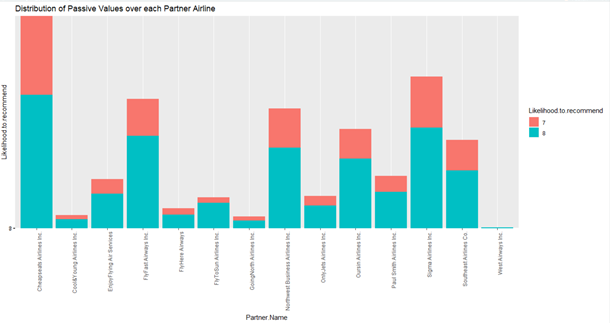 Distribution of Passive Values over each Partner Airline
Likelihood to recommend
8
Cheapseats Airlines Inc
Cool&Young Airlines Inc
EnjoyFlying Air Services
FlyFast Airways Inc
FlyHere Airways
FlyToSun Airlines Inc
GoingNorth Airlines Inc
Northwest Business Airlines Inc
OnlyJets Airlines Inc
Oursin Airlines Inc
Paul Smith Airlines Inc
Sigma Airlines Inc
Southeast Airlines Co
West Airways Inc
Partner.Name
Likelihood to recommend
7
8